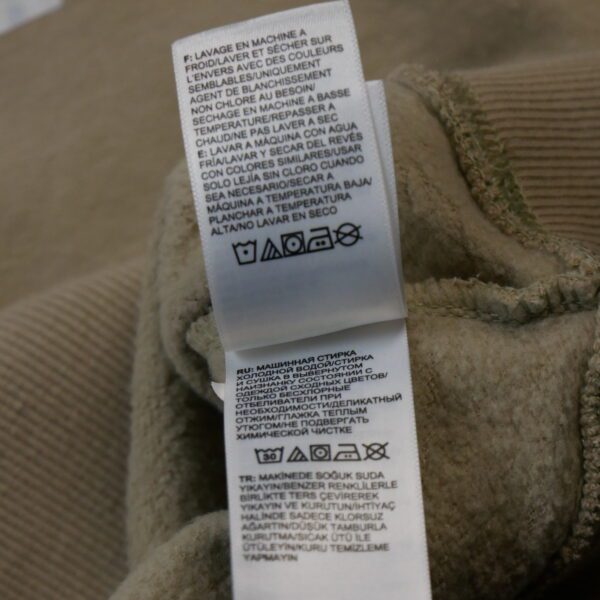 F: LAVAGE EN MACHINE A
FROID/LAVER ET SÉCHER SUR
L'ENVERS AVEC DES COULEURS
SEMBLABLES/UNIQUEMENT
AGENT DE BLANCHISSEMENT
NON CHLORE AU BESOIN/
SECHAGE EN MACHINE A BASSE
TEMPERATURE/REPASSER A
CHAUD/NE PAS LAVER A SEC
E: LAVAR A MÁQUINA CON AGUA
FRÍA/LAVAR Y SECAR DEL REVÉS
CON COLORES SIMILARES/USAR
SOLO LEJÍA SIN CLORO CUANDO
SEA NECESARIO/SECAR A
MÁQUINA A TEMPERATURA BAJA/
PLANCHAR A TEMPERATURA
ALTA/NO LAVAR EN SECO
RU: МАШИННАЯ СТИРКА
ХОЛОДНОЙ ВОДОЙ/СТИРКА
И СУШКА В ВЫВЕРНУТОМ
НАИЗНАНКУ СОСТОЯНИИ С
ОДЕЖДОЙ СХОДНЫХ ЦВЕТОВ/
ТОЛЬКО БЕСХЛОРНЫЕ
ОТБЕЛИВАТЕЛИ ПРИ
НЕОБХОДИМОСТИ/ДЕЛИКАТНЫЙ
ОТЖИМ/ГЛАЖКА ТЕПЛЫМ
УТЮГОМ/НЕ ПОДВЕРГАТЬ
ХИМИЧЕСКОЙ ЧИСТКЕ
30
TR: MAKİNEDE SOĞUK SUDA
YIKAYIN/BENZER RENKLİLERLE
BİRLİKTE TERS ÇEVİREREK
YIKAYIN VE KURUTUN/İHTİYAÇ
HALİNDE SADECE KLORSUZ
AĞARTIN/DÜŞÜK TAMBURLA
KURUTMA/SICAK ÜTÜ İLE
ÜTÜLEYİN/KURU TEMİZLEME
YAPMAYIN